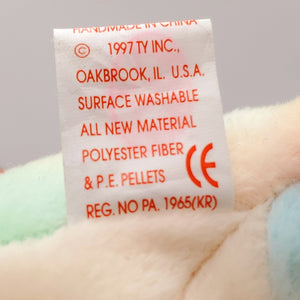 HANDMADE IN CHINA
© 1997 TY INC.,
OAKBROOK, IL. U.S.A.
SURFACE WASHABLE
ALL NEW MATERIAL
POLYESTER FIBER
& P.E. PELLETS CE
REG. NO PA. 1965(KR)